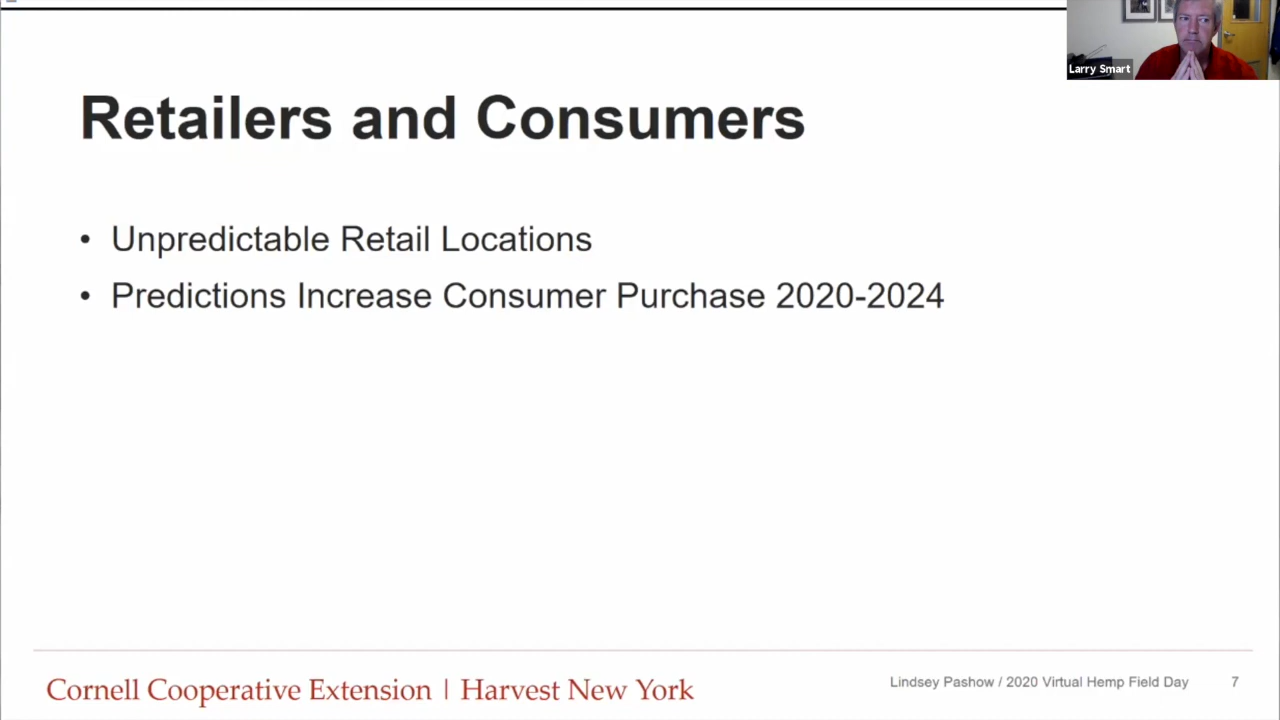 Larry Smart
Retailers and Consumers
• Unpredictable Retail Locations
• Predictions Increase Consumer Purchase 2020-2024
Cornell Cooperative Extension | Harvest New York
Lindsey Pashow / 2020 Virtual Hemp Field Day
7